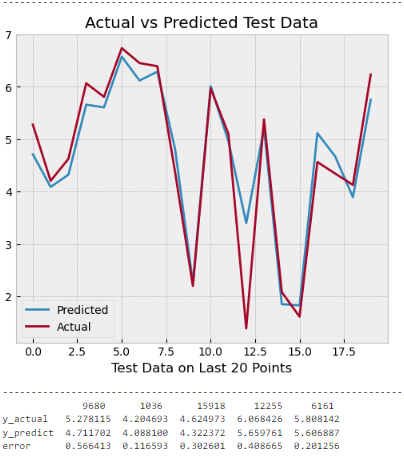 Actual vs Predicted Test Data
7
6
5
4
3
2
Predicted
Actual
0.0 2.5 5.0 7.5 10.0 12.5 15.0 17.5
Test Data on Last 20 Points
9680 1036 15918 12255 6161
y_actual 5.278115 4.204693 4.624973 6.068426 5.808142
y_predict 4.711702 4.088100 4.322372 5.659761 5.606887
error 0.566413 0.116593 0.302601 0.408665 0.201256